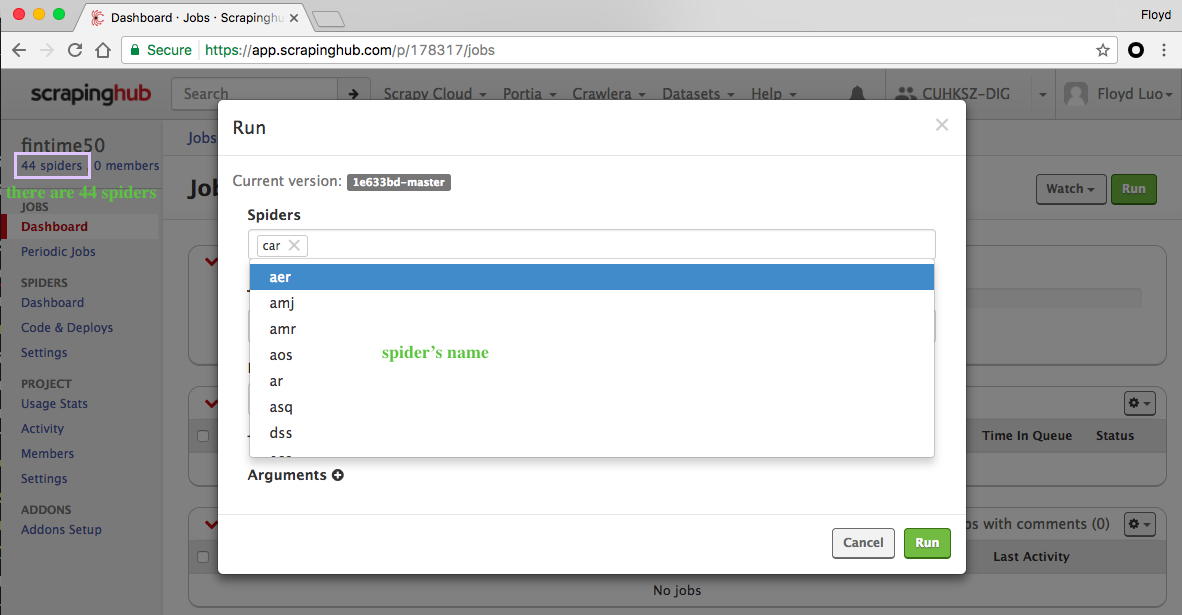 Dashboard · Jobs · Scrapinghu
Floyd
Secure https://app.scrapinghub.com/p/178317/jobs
scrapinghub Search Scrapy Cloud Portia Crawlera Datasets Help CUHKSZ-DIG Floyd Luo
fintime50
44 spiders 0 members
there are 44 spiders
JOBS
Dashboard
Periodic Jobs
SPIDERS
Dashboard
Code & Deploys
Settings
PROJECT
Usage Stats
Activity
Members
Settings
ADDONS
Addons Setup
Jobs
Watch Run
Run
Current version: 1e633bd-master
Spiders
car
aer
amj
amr
aos
ar
asq
dss
spider's name
Arguments
Cancel Run
Time In Queue Status
bs with comments (0)
Last Activity
No jobs